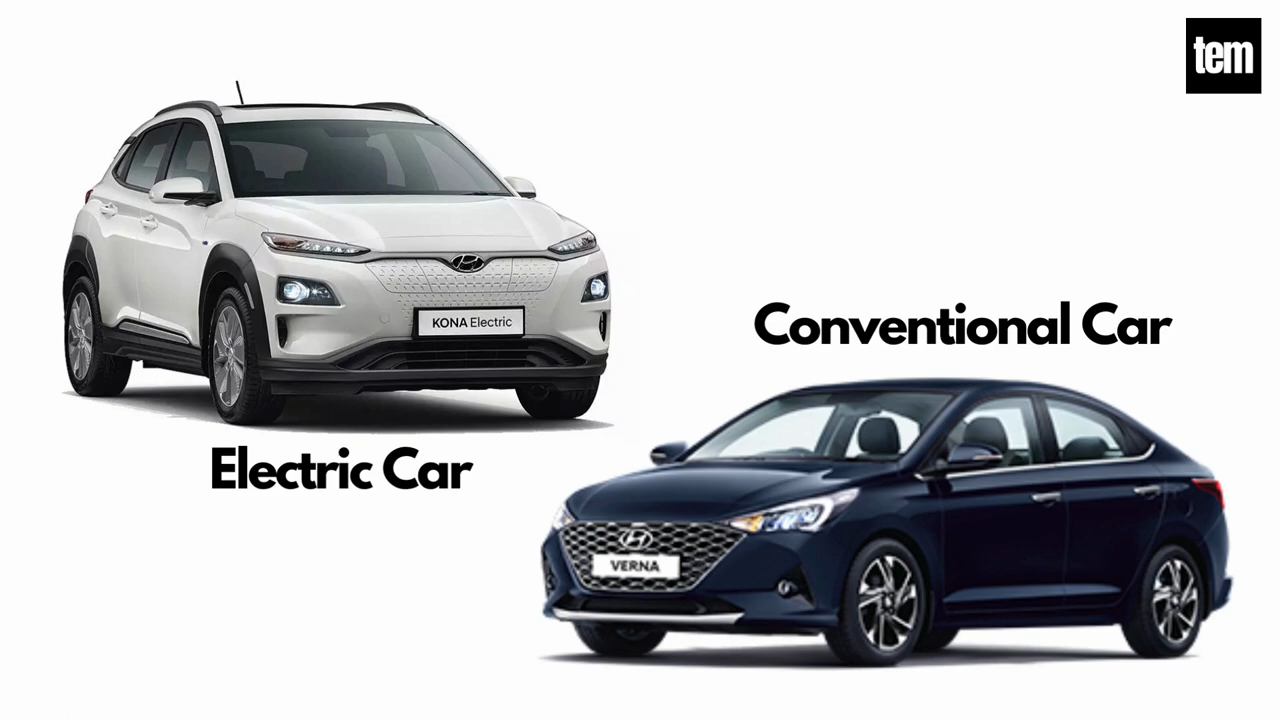 tem
KONA Electric
Conventional Car
Electric Car
VERNA